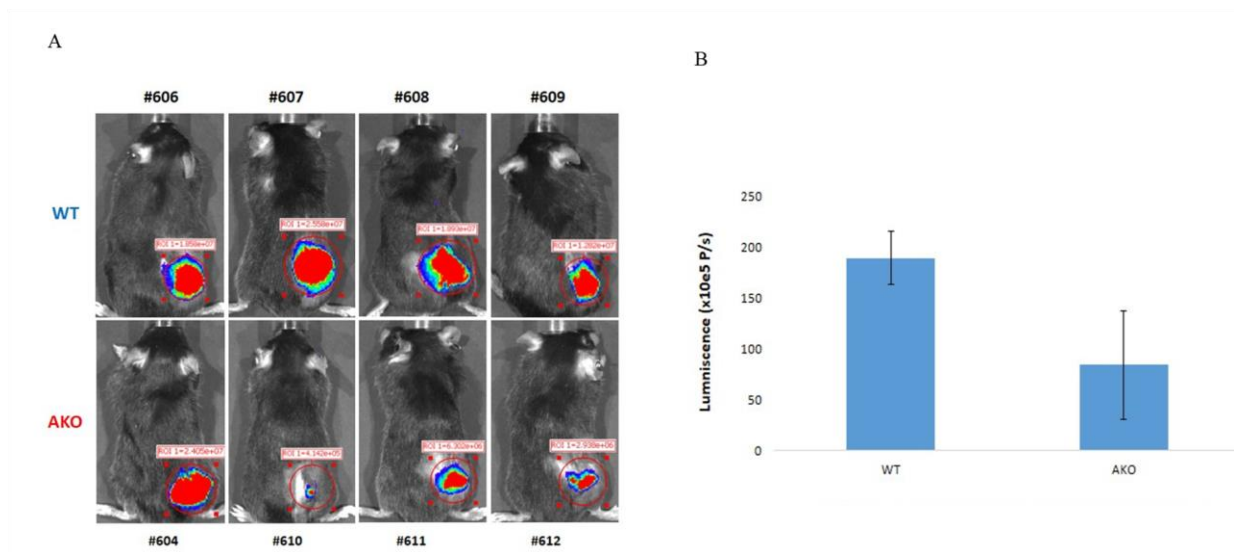 A
B
#606 #607 #608 #609
WT
ROI 1=1.858e+07
ROI 1=2.558e+07
ROI 1=1.893e+07
ROI 1=1.282e+07
AKO
ROI 1=2.405e+07
ROI 1=4.142e+05
ROI 1=6.302e+06
ROI 1=2.938e+06
#604 #610 #611 #612
Lumniscence (x10e5 P/s)
250
200
150
100
50
0
WT AKO